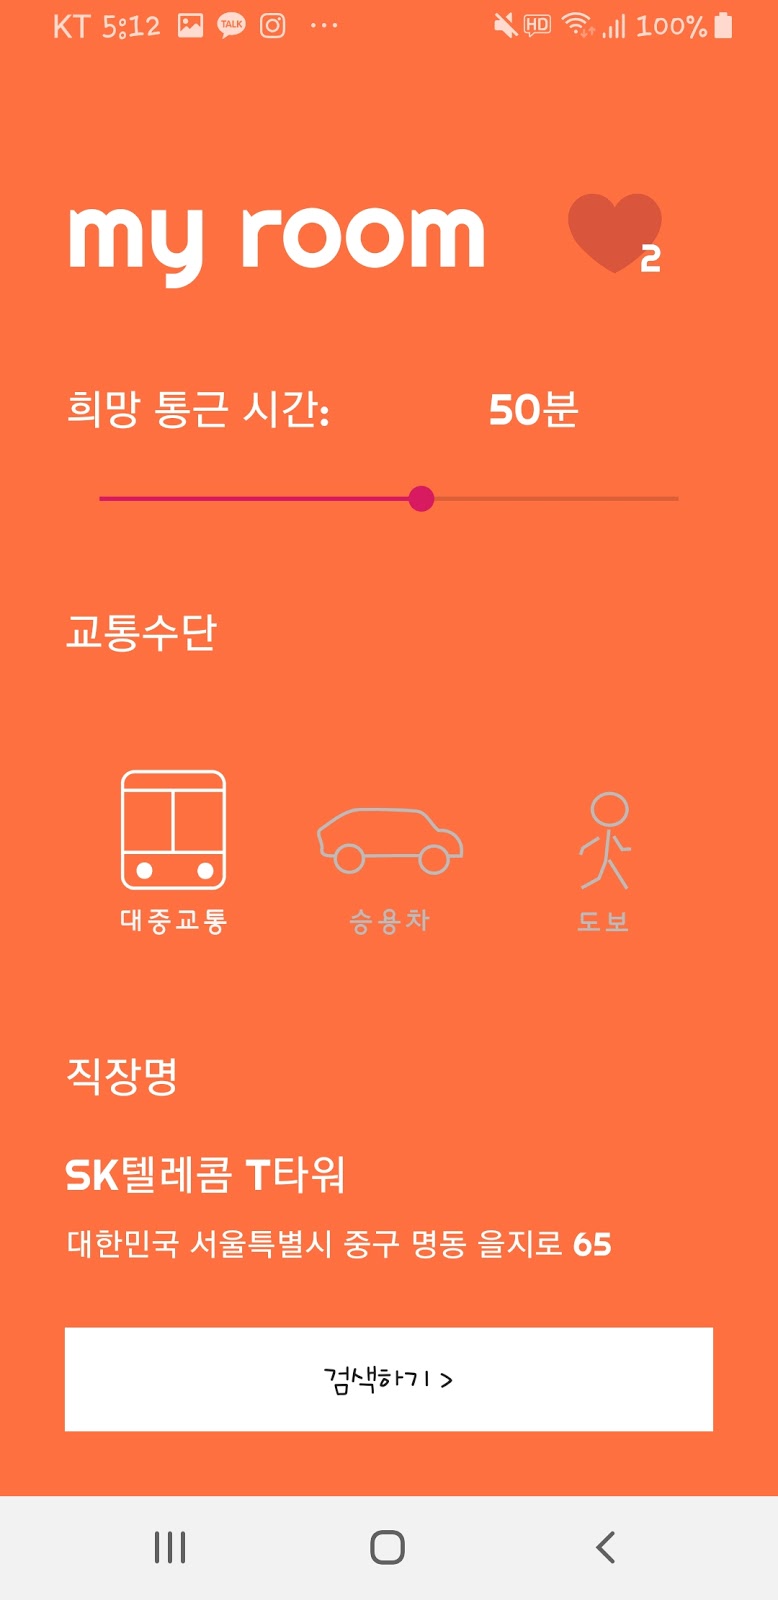 KT 5:12 TALK ... HD 100%
my room 2
희망 통근 시간: 50분
교통수단
대중교통 승용차 도보
직장명
SK텔레콤 T타워
대한민국 서울특별시 중구 명동 을지로 65
검색하기 >